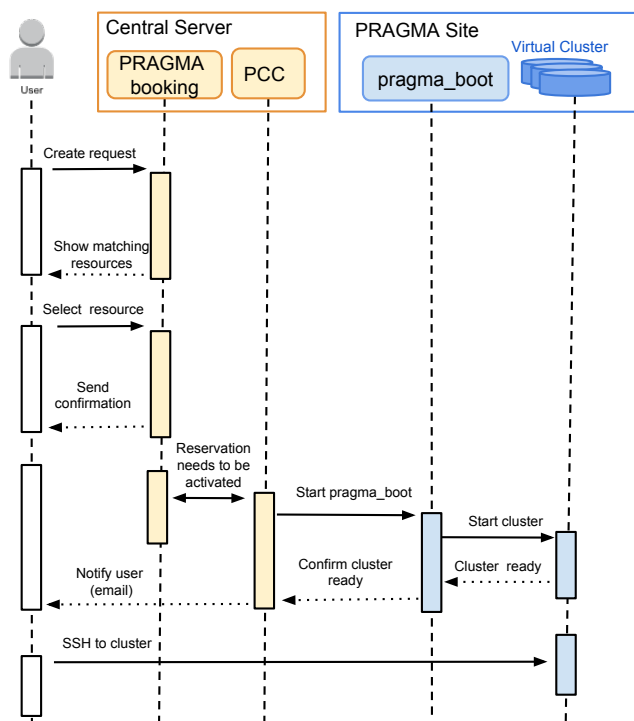 Central Server
PRAGMA Site
User
PRAGMA
booking
PCC
pragma_boot
Virtual Cluster
Create request
Show matching
resources
Select resource
Send
confirmation
Reservation
needs to be
activated
Start pragma_boot
Start cluster
Cluster ready
Confirm cluster
ready
Notify user
(email)
SSH to cluster